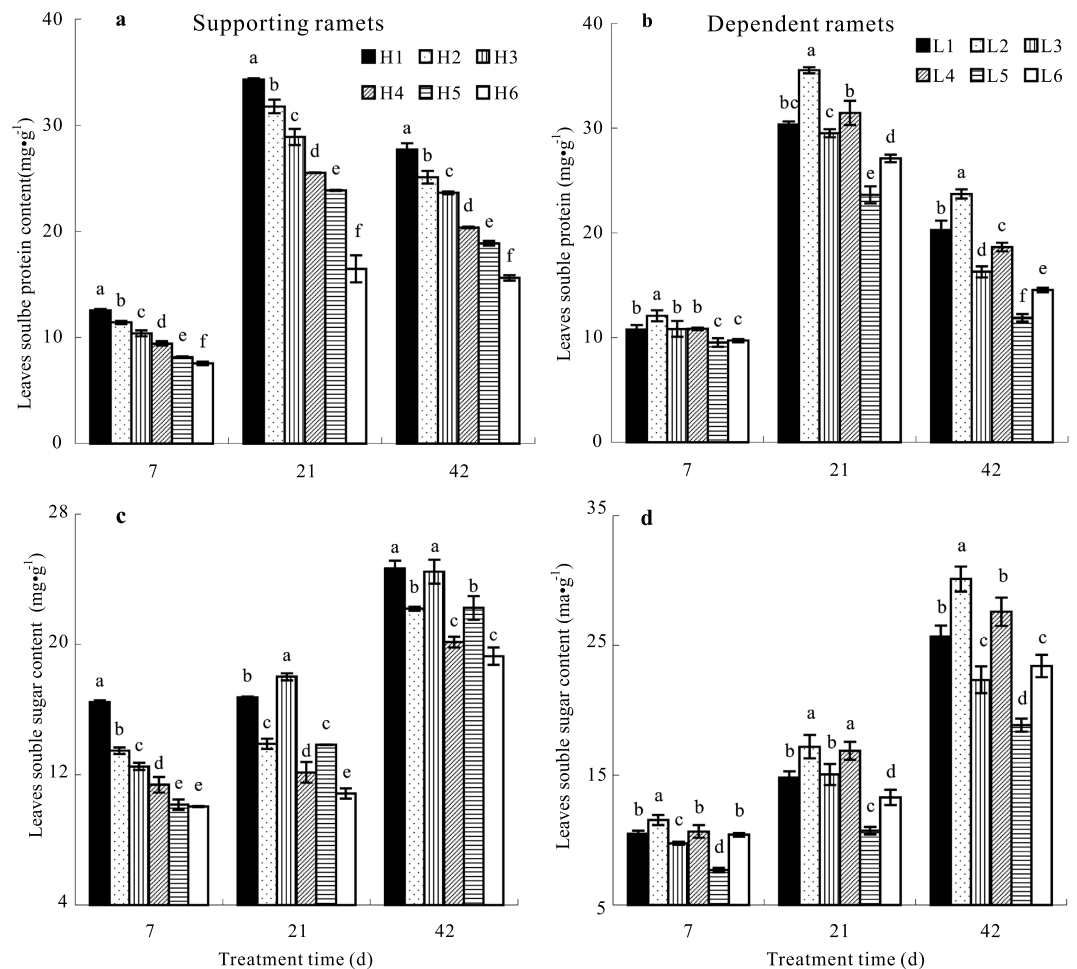 a Supporting ramets
H1 H2 H3
H4 H5 H6
Leaves soulbe protein content(mg•g-1)
40
30
20
10
0
a b c d e f
a b c d e f
a b c d e f
7 21 42
b Dependent ramets
L1 L2 L3
L4 L5 L6
Leaves souble protein (mg•g-1)
40
30
20
10
0
b a b b c c
bc a c b e d
b a d c f e
7 21 42
c
Leaves souble sugar content (mg•g-1)
28
20
12
4
a b c d e e
b c a d c e
a b a c b c
7 21 42
Treatment time (d)
d
Leaves souble sugar content (ma•g-1)
35
25
15
5
b a c b d b
b a b a c d
b a c b d c
7 21 42
Treatment time (d)